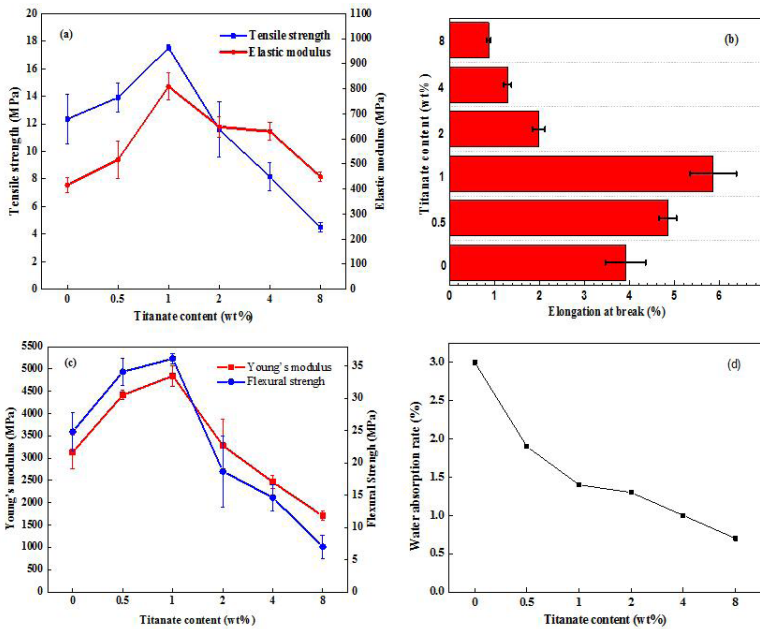 (a)
Tensile strength
Elastic modulus
Tensile strength (MPa)
20
18
16
14
12
10
8
6
4
2
0
1100
1000
900
800
700
600
500
400
300
200
100
0
Elastic modulus (MPa)
0 0.5 1 2 4 8
Titanate content (wt%)
(b)
Titanate content (wt%)
8
4
2
1
0.5
0
0 1 2 3 4 5 6
Elongation at break (%)
(c)
Young's modulus
Flexural strengh
Young's modulus (MPa)
5500
5000
4500
4000
3500
3000
2500
2000
1500
1000
500
0
35
30
25
20
15
10
5
0
Flexural Strengh (MPa)
0 0.5 1 2 4 8
Titanate content (wt%)
(d)
Water absorption rate (%)
3.0
2.5
2.0
1.5
1.0
0.5
0.0
0 0.5 1 2 4 8
Titanate content (wt%)